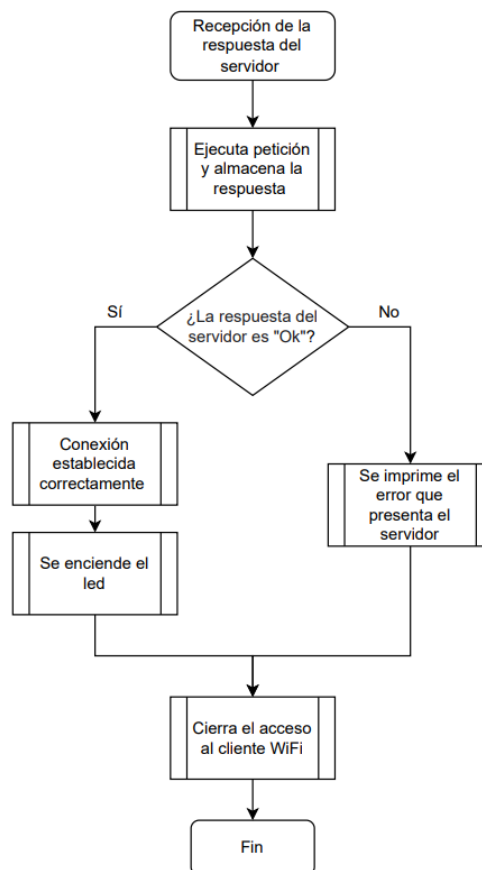 Recepción de la
respuesta del
servidor
Ejecuta petición
y almacena la
respuesta
¿La respuesta del
servidor es "Ok"?
Sí
No
Conexión
establecida
correctamente
Se imprime el
error que
presenta el
servidor
Se enciende el
led
Cierra el acceso
al cliente WiFi
Fin